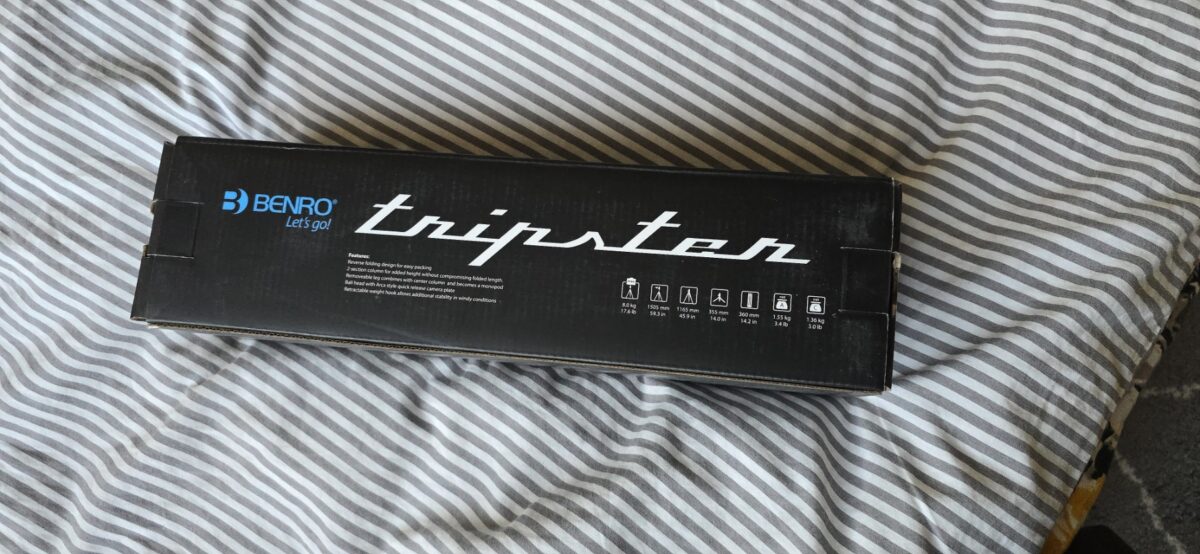 BENRO®
Let's go!
tripster
Features:
Reverse folding design for easy packing
2-section column for added height without compromising folded length
Removeable leg combines with center column and becomes a monopod
Ball head with Arca style quick release camera plate
Retractable weight hook allows additional stability in windy conditions
8.0 kg
17.6 lb
1505 mm
59.3 in
1165 mm
45.9 in
355 mm
14.0 in
360 mm
14.2 in
1.55 kg
3.4 lb
1.36 kg
3.0 lb